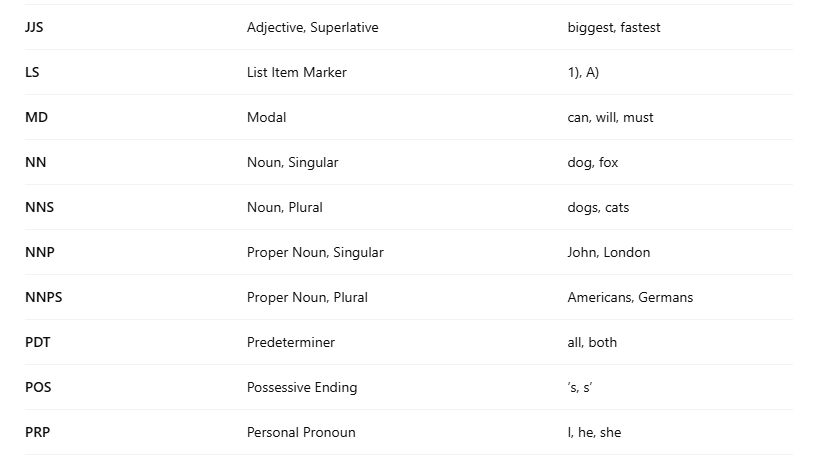 JJS Adjective, Superlative biggest, fastest
LS List Item Marker 1), A)
MD Modal can, will, must
NN Noun, Singular dog, fox
NNS Noun, Plural dogs, cats
NNP Proper Noun, Singular John, London
NNPS Proper Noun, Plural Americans, Germans
PDT Predeterminer all, both
POS Possessive Ending ’s, s’
PRP Personal Pronoun I, he, she